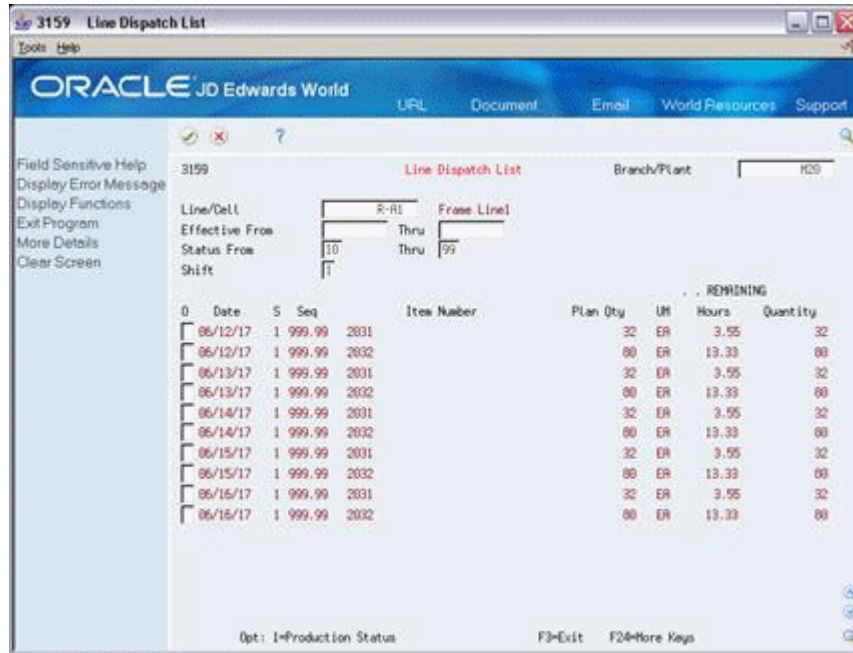 3159 Line Dispatch List
Tools Help
ORACLE JD Edwards World
URL Document Email World Resources Support
?
Field Sensitive Help
Display Error Message
Display Functions
Exit Program
More Details
Clear Screen
3159 Line Dispatch List Branch/Plant M20
Line/Cell R-A1 Frame Line1
Effective From Thru
Status From 10 Thru 99
Shift 1
. . REMAINING
O Date S Seq Item Number Plan Qty UM Hours Quantity
06/12/17 1 999.99 2031 32 EA 3.55 32
06/12/17 1 999.99 2032 80 EA 13.33 80
06/13/17 1 999.99 2031 32 EA 3.55 32
06/13/17 1 999.99 2032 80 EA 13.33 80
06/14/17 1 999.99 2031 32 EA 3.55 32
06/14/17 1 999.99 2032 80 EA 13.33 80
06/15/17 1 999.99 2031 32 EA 3.55 32
06/15/17 1 999.99 2032 80 EA 13.33 80
06/16/17 1 999.99 2031 32 EA 3.55 32
06/16/17 1 999.99 2032 80 EA 13.33 80
Opt: 1=Production Status F3=Exit F24=More Keys